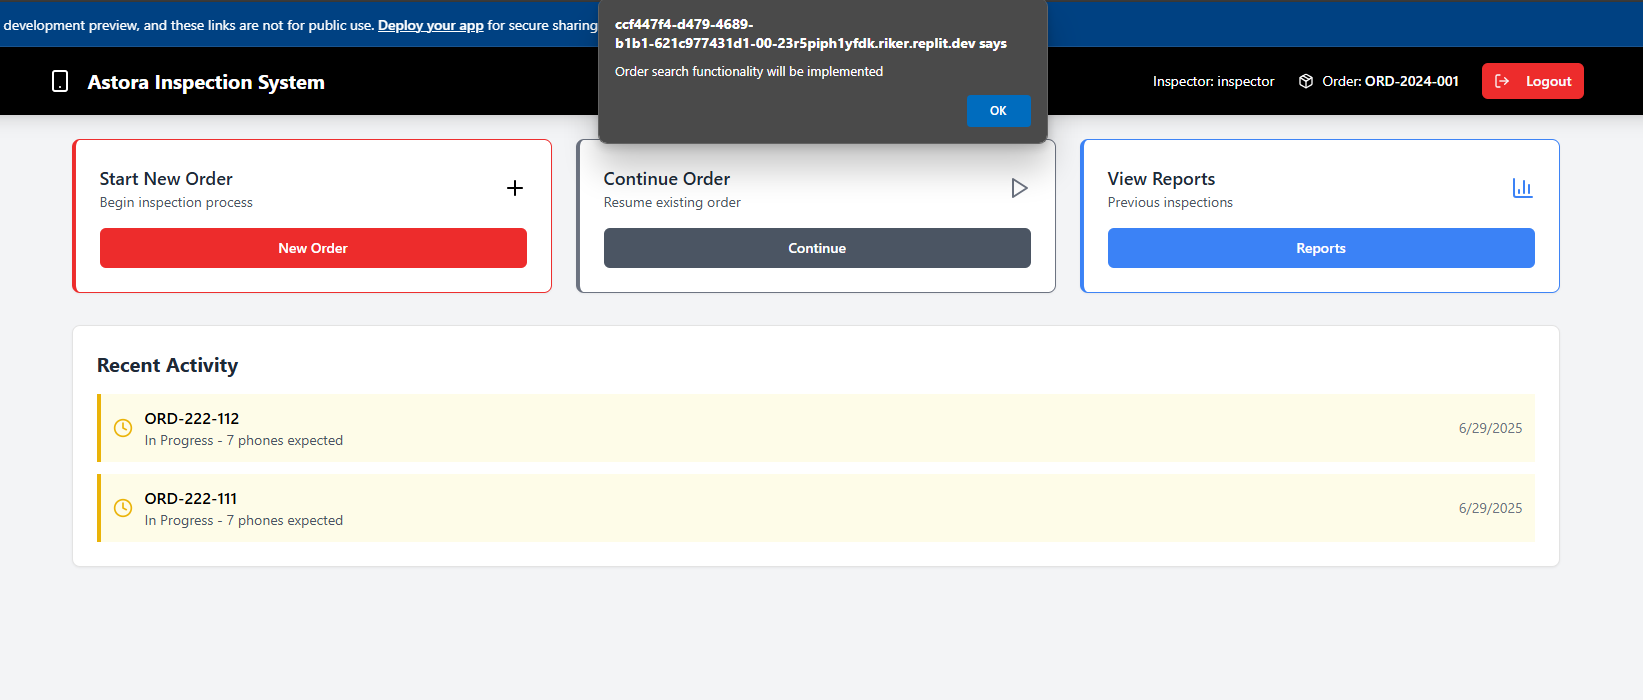 development preview, and these links are not for public use. Deploy your app for secure sharing
ccf447f4-d479-4689-
b1b1-621c977431d1-00-23r5piph1yfdk.riker.replit.dev says
Order search functionality will be implemented
OK
Astora Inspection System
Inspector: inspector
Order: ORD-2024-001
Logout
Start New Order
Begin inspection process
New Order
Continue Order
Resume existing order
Continue
View Reports
Previous inspections
Reports
Recent Activity
ORD-222-112
In Progress - 7 phones expected
6/29/2025
ORD-222-111
In Progress - 7 phones expected
6/29/2025